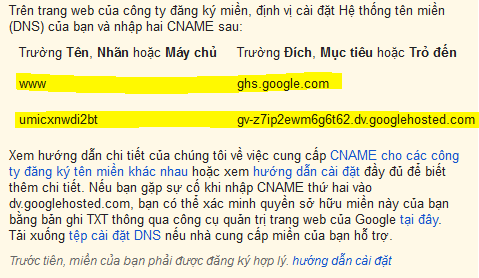 Trên trang web của công ty đăng ký miền, định vị cài đặt Hệ thống tên miền
(DNS) của bạn và nhập hai CNAME sau:
Trường Tên, Nhãn hoặc Máy chủ Trường Đích, Mục tiêu hoặc Trỏ đến
www ghs.google.com
umicxnwdi2bt gv-z7ip2ewm6g6t62.dv.googlehosted.com
Xem hướng dẫn chi tiết của chúng tôi về việc cung cấp CNAME cho các công
ty đăng ký tên miền khác nhau hoặc xem hướng dẫn cài đặt đầy đủ để biết
thêm chi tiết. Nếu bạn gặp sự cố khi nhập CNAME thứ hai vào
dv.googlehosted.com, bạn có thể xác minh quyền sở hữu miền này của bạn
bằng bản ghi TXT thông qua công cụ quản trị trang web của Google tại đây.
Tải xuống tệp cài đặt DNS nếu nhà cung cấp miền của bạn hỗ trợ.
Trước tiên, miền của bạn phải được đăng ký hợp lý. hướng dẫn cài đặt